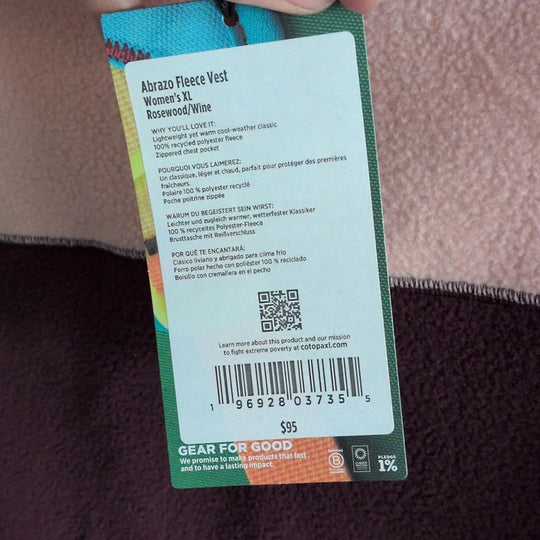 Abrazo Fleece Vest
Women's XL
Rosewood/Wine
WHY YOU'LL LOVE IT:
Lightweight yet warm cool-weather classic
100% recycled polyester fleece
Zippered chest pocket
POURQUOI VOUS L'AIMEREZ:
Un classique, léger et chaud, parfait pour protéger des premières
fraîcheurs.
Polaire 100 % polyester recyclé
Poche poitrine zippée
WARUM DU BEGEISTERT SEIN WIRST:
Leichter und zugleich warmer, wetterfester Klassiker
100 % recyceltes Polyester-Fleece
Brusttasche mit Reißverschluss
POR QUÉ TE ENCANTARÁ:
Clásico liviano y abrigado para clima frío
Forro polar hecho con poliéster 100 % reciclado
Bolsillo con cremallera en el pecho
Learn more about this product and our mission
to fight extreme poverty at cotopaxi.com
1 96928 03735 5
$95
GEAR FOR GOOD
We promise to make products that last
and to have a lasting impact.
B
PLEDGE
1%